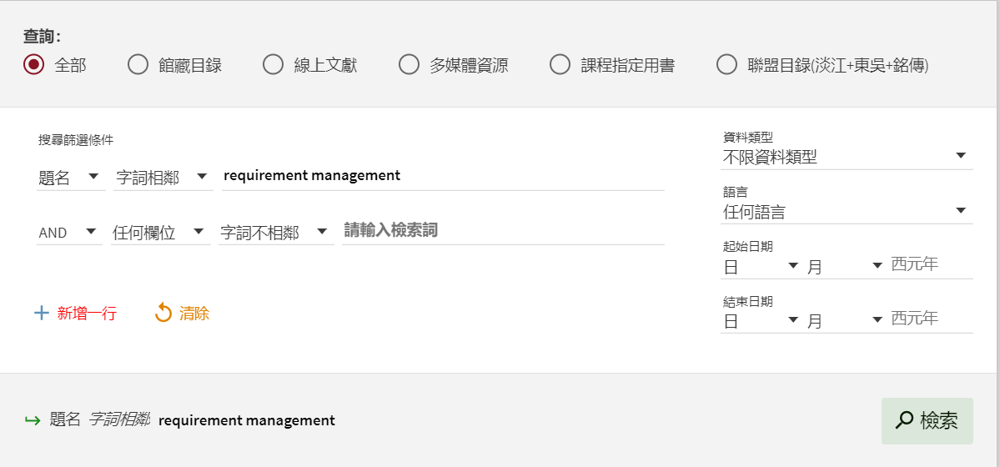 查詢：
全部 館藏目錄 線上文獻 多媒體資源 課程指定用書 聯盟目錄(淡江+東吳+銘傳)
搜尋篩選條件
題名 字詞相鄰 requirement management
AND 任何欄位 字詞不相鄰 請輸入檢索詞
新增一行 清除
資料類型
不限資料類型
語言
任何語言
起始日期
日 月 西元年
結束日期
日 月 西元年
題名 字詞相鄰 requirement management
檢索